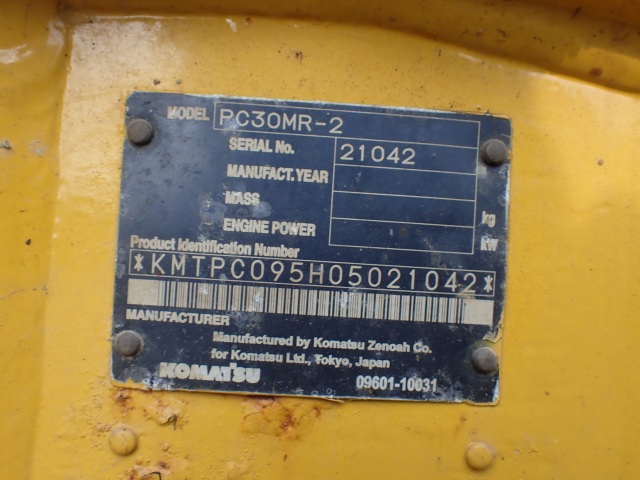 MODEL PC30MR-2
SERIAL No. 21042
MANUFACT. YEAR
MASS kg
ENGINE POWER kW
Product Identification Number
*KMTPC095H05021042*
MANUFACTURER
Manufactured by Komatsu Zenoah Co.
for Komatsu Ltd., Tokyo, Japan
KOMATSU 09601-10031